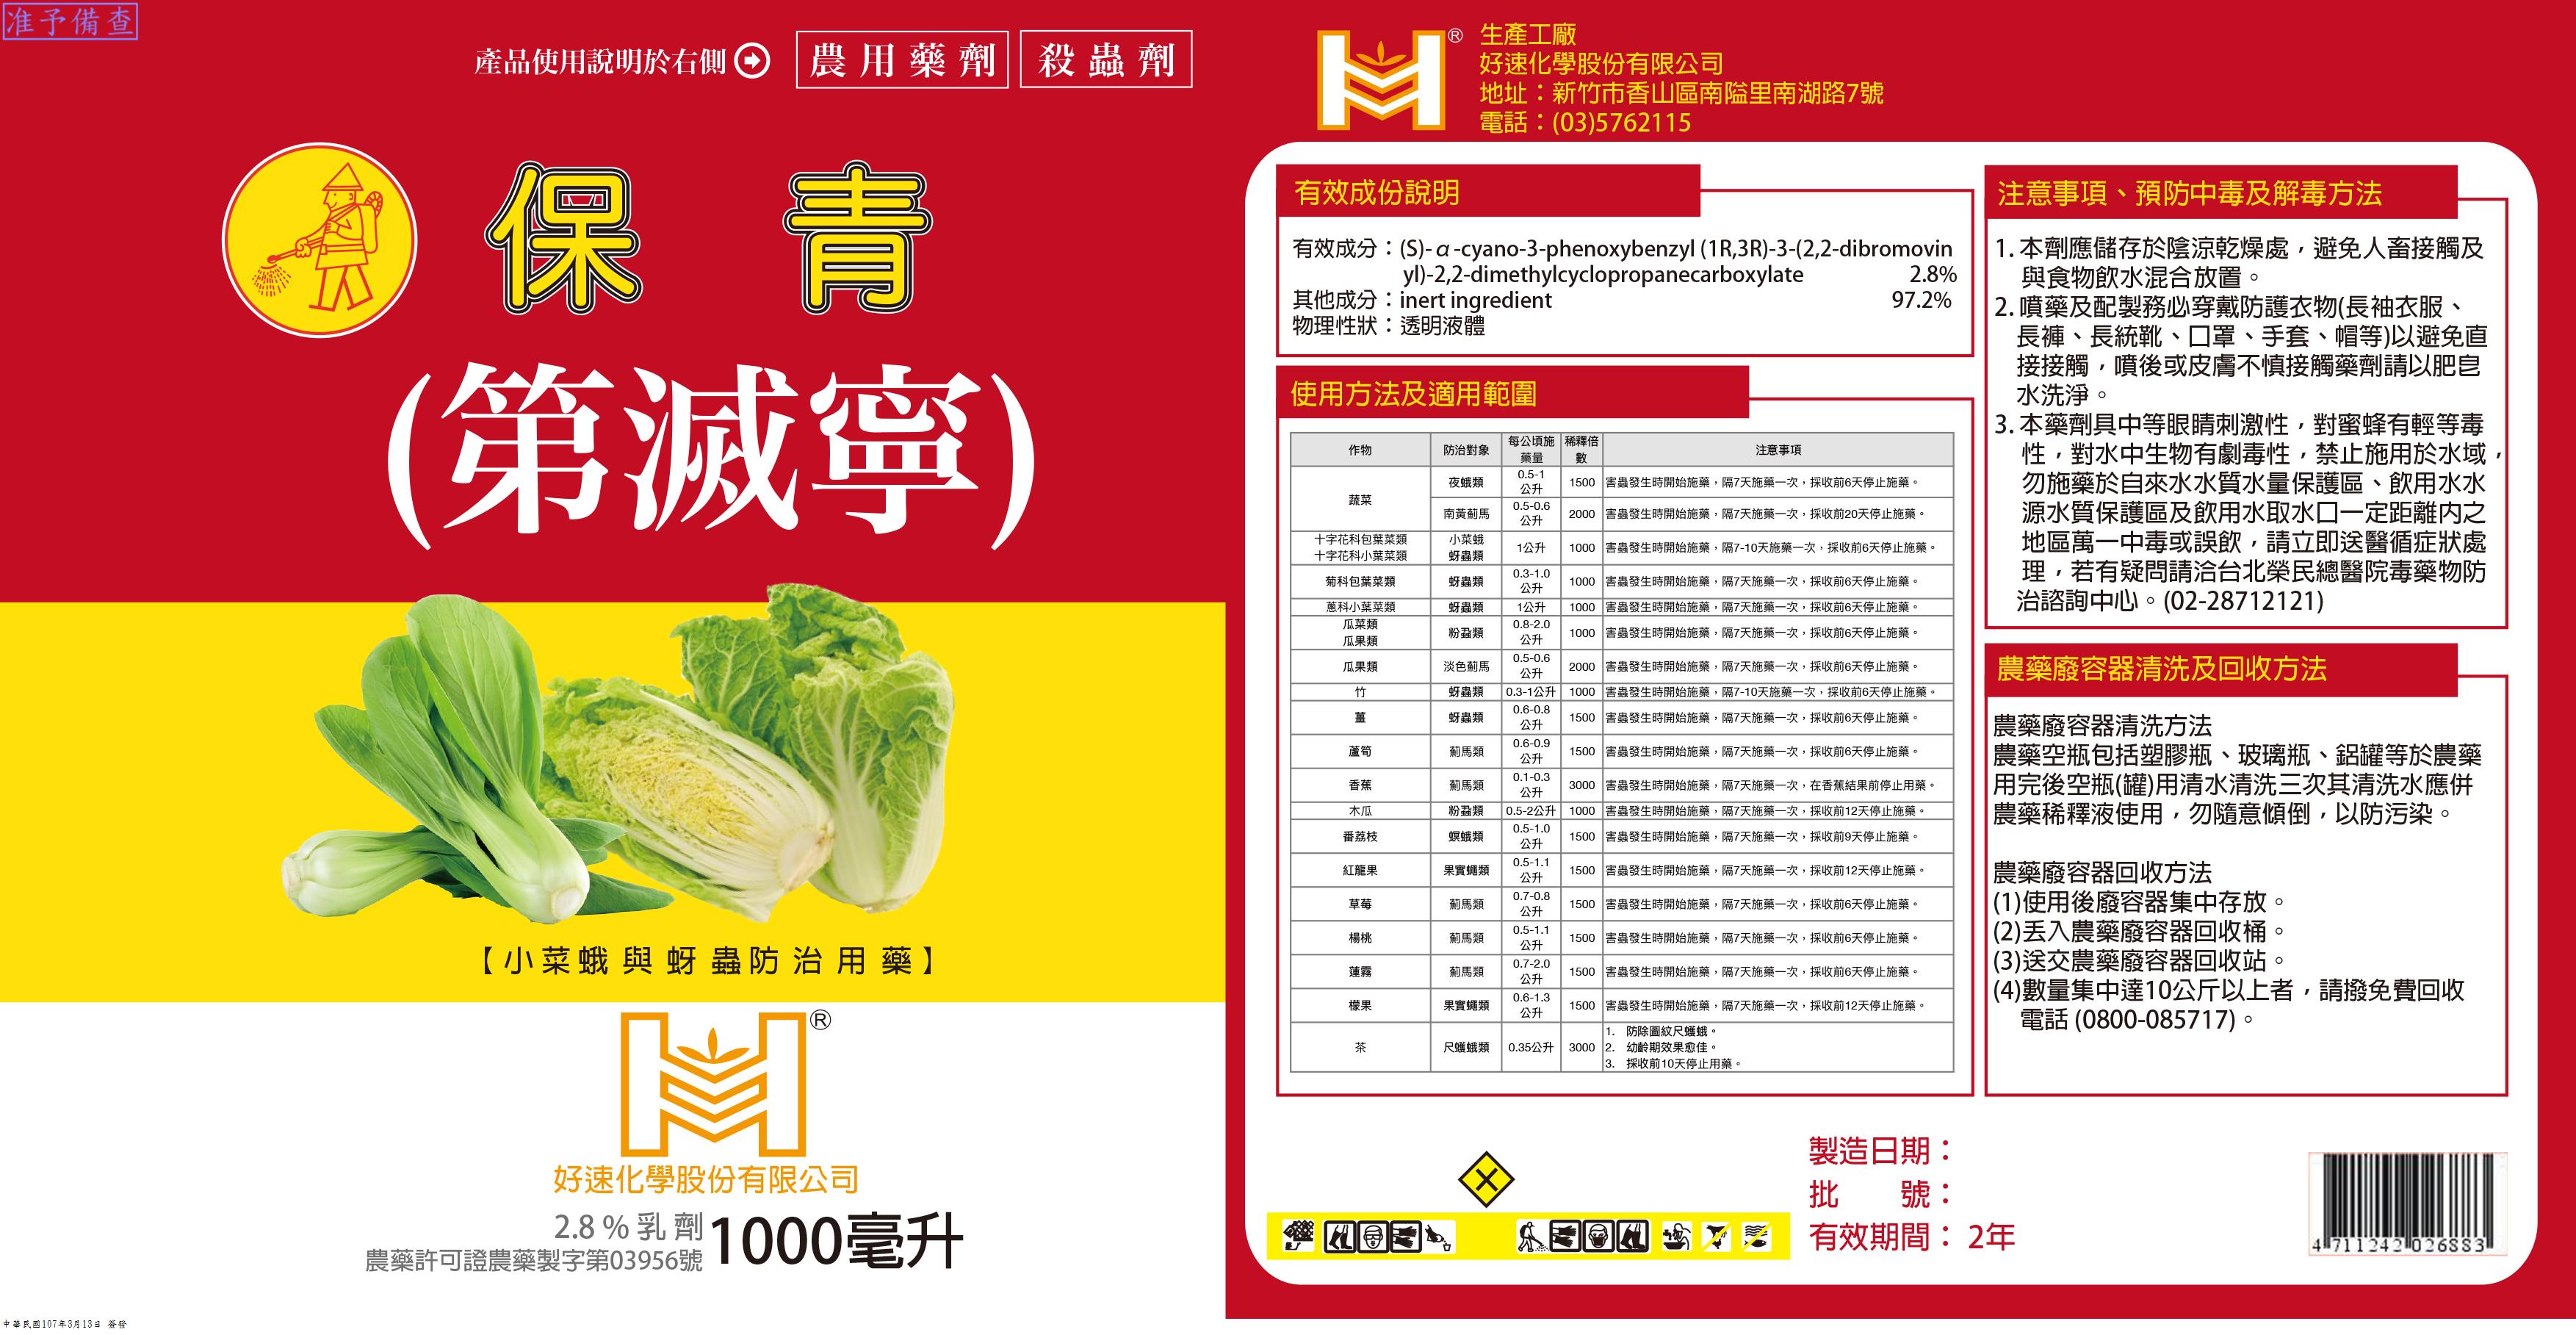 准予備查
產品使用說明於右側
農用藥劑
殺蟲劑
保青
(第滅寧)
【小菜蛾與蚜蟲防治用藥】
®
好速化學股份有限公司
2.8%乳劑
農藥許可證農藥製字第03956號
1000毫升
中華民國107年3月13日 簽發
®
生產工廠
好速化學股份有限公司
地址：新竹市香山區南隘里南湖路7號
電話：(03)5762115
有效成份說明
有效成分：(S)-α-cyano-3-phenoxybenzyl (1R,3R)-3-(2,2-dibromovin
yl)-2,2-dimethylcyclopropanecarboxylate 2.8%
其他成分：inert ingredient 97.2%
物理性狀：透明液體
使用方法及適用範圍
作物 防治對象 每公頃施藥量 稀釋倍數 注意事項
蔬菜 夜蛾類 0.5-1公升 1500 害蟲發生時開始施藥，隔7天施藥一次，採收前6天停止施藥。
南黃薊馬 0.5-0.6公升 2000 害蟲發生時開始施藥，隔7天施藥一次，採收前20天停止施藥。
十字花科包葉菜類 小菜蛾
十字花科小葉菜類 蚜蟲類 1公升 1000 害蟲發生時開始施藥，隔7-10天施藥一次，採收前6天停止施藥。
菊科包葉菜類 蚜蟲類 0.3-1.0公升 1000 害蟲發生時開始施藥，隔7天施藥一次，採收前6天停止施藥。
蔥科小葉菜類 蚜蟲類 1公升 1000 害蟲發生時開始施藥，隔7天施藥一次，採收前6天停止施藥。
瓜菜類
瓜果類 粉蝨類 0.8-2.0公升 1000 害蟲發生時開始施藥，隔7天施藥一次，採收前6天停止施藥。
瓜果類 淡色薊馬 0.5-0.6公升 2000 害蟲發生時開始施藥，隔7天施藥一次，採收前6天停止施藥。
竹 蚜蟲類 0.3-1公升 1000 害蟲發生時開始施藥，隔7-10天施藥一次，採收前6天停止施藥。
薑 蚜蟲類 0.6-0.8公升 1500 害蟲發生時開始施藥，隔7天施藥一次，採收前6天停止施藥。
蘆筍 薊馬類 0.6-0.9公升 1500 害蟲發生時開始施藥，隔7天施藥一次，採收前6天停止施藥。
香蕉 薊馬類 0.1-0.3公升 3000 害蟲發生時開始施藥，隔7天施藥一次，在香蕉結果前停止用藥。
木瓜 粉蝨類 0.5-2公升 1000 害蟲發生時開始施藥，隔7天施藥一次，採收前12天停止施藥。
番荔枝 螟蛾類 0.5-1.0公升 1500 害蟲發生時開始施藥，隔7天施藥一次，採收前9天停止施藥。
紅龍果 果實蠅類 0.5-1.1公升 1500 害蟲發生時開始施藥，隔7天施藥一次，採收前12天停止施藥。
草莓 薊馬類 0.7-0.8公升 1500 害蟲發生時開始施藥，隔7天施藥一次，採收前6天停止施藥。
楊桃 薊馬類 0.5-1.1公升 1500 害蟲發生時開始施藥，隔7天施藥一次，採收前6天停止施藥。
蓮霧 薊馬類 0.7-2.0公升 1500 害蟲發生時開始施藥，隔7天施藥一次，採收前6天停止施藥。
檬果 果實蠅類 0.6-1.3公升 1500 害蟲發生時開始施藥，隔7天施藥一次，採收前12天停止施藥。
茶 尺蠖蛾類 0.35公升 3000 1. 防除圖紋尺蠖蛾。
2. 幼齡期效果愈佳。
3. 採收前10天停止用藥。
注意事項、預防中毒及解毒方法
1. 本劑應儲存於陰涼乾燥處，避免人畜接觸及
與食物飲水混合放置。
2. 噴藥及配製務必穿戴防護衣物(長袖衣服、
長褲、長統靴、口罩、手套、帽等)以避免直
接接觸，噴後或皮膚不慎接觸藥劑請以肥皂
水洗淨。
3. 本藥劑具中等眼睛刺激性，對蜜蜂有輕等毒
性，對水中生物有劇毒性，禁止施用於水域，
勿施藥於自來水水質水量保護區、飲用水水
源水質保護區及飲用水取水口一定距離內之
地區萬一中毒或誤飲，請立即送醫循症狀處
理，若有疑問請洽台北榮民總醫院毒藥物防
治諮詢中心。(02-28712121)
農藥廢容器清洗及回收方法
農藥廢容器清洗方法
農藥空瓶包括塑膠瓶、玻璃瓶、鋁罐等於農藥
用完後空瓶(罐)用清水清洗三次其清洗水應併
農藥稀釋液使用，勿隨意傾倒，以防污染。
農藥廢容器回收方法
(1)使用後廢容器集中存放。
(2)丟入農藥廢容器回收桶。
(3)送交農藥廢容器回收站。
(4)數量集中達10公斤以上者，請撥免費回收
電話 (0800-085717)。
製造日期：
批 號：
有效期間：2年
4 711242 026883